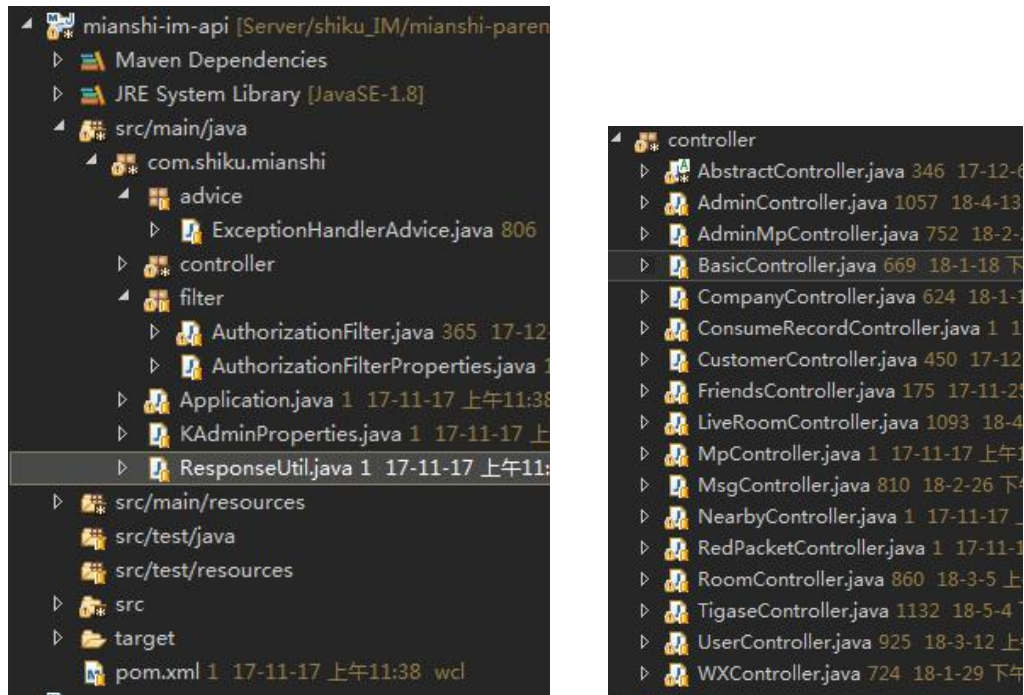 mianshi-im-api [Server/shiku_IM/mianshi-paren
Maven Dependencies
JRE System Library [JavaSE-1.8]
src/main/java
com.shiku.mianshi
advice
ExceptionHandlerAdvice.java 806
controller
filter
AuthorizationFilter.java 365 17-12-
AuthorizationFilterProperties.java 1
Application.java 1 17-11-17 上午11:38
KAdminProperties.java 1 17-11-17 上
ResponseUtil.java 1 17-11-17 上午11:
src/main/resources
src/test/java
src/test/resources
src
target
pom.xml 1 17-11-17 上午11:38 wcl
controller
AbstractController.java 346 17-12-6
AdminController.java 1057 18-4-13
AdminMpController.java 752 18-2-
BasicController.java 669 18-1-18 下
CompanyController.java 624 18-1-1
ConsumeRecordController.java 1 1
CustomerController.java 450 17-12
FriendsController.java 175 17-11-25
LiveRoomController.java 1093 18-4
MpController.java 1 17-11-17 上午1
MsgController.java 810 18-2-26 下午
NearbyController.java 1 17-11-17
RedPacketController.java 1 17-11-1
RoomController.java 860 18-3-5 上
TigaseController.java 1132 18-5-4
UserController.java 925 18-3-12 上
WXController.java 724 18-1-29 下午